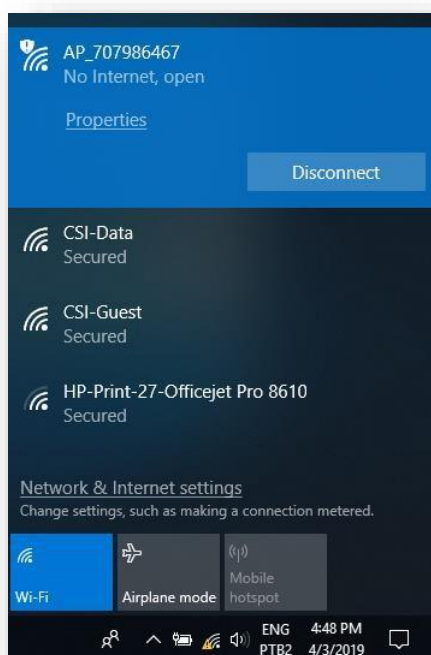 AP_707986467
No Internet, open
Properties
Disconnect
CSI-Data
Secured
CSI-Guest
Secured
HP-Print-27-Officejet Pro 8610
Secured
Network & Internet settings
Change settings, such as making a connection metered.
Wi-Fi
Airplane mode
Mobile
hotspot
ENG
PTB2
4:48 PM
4/3/2019